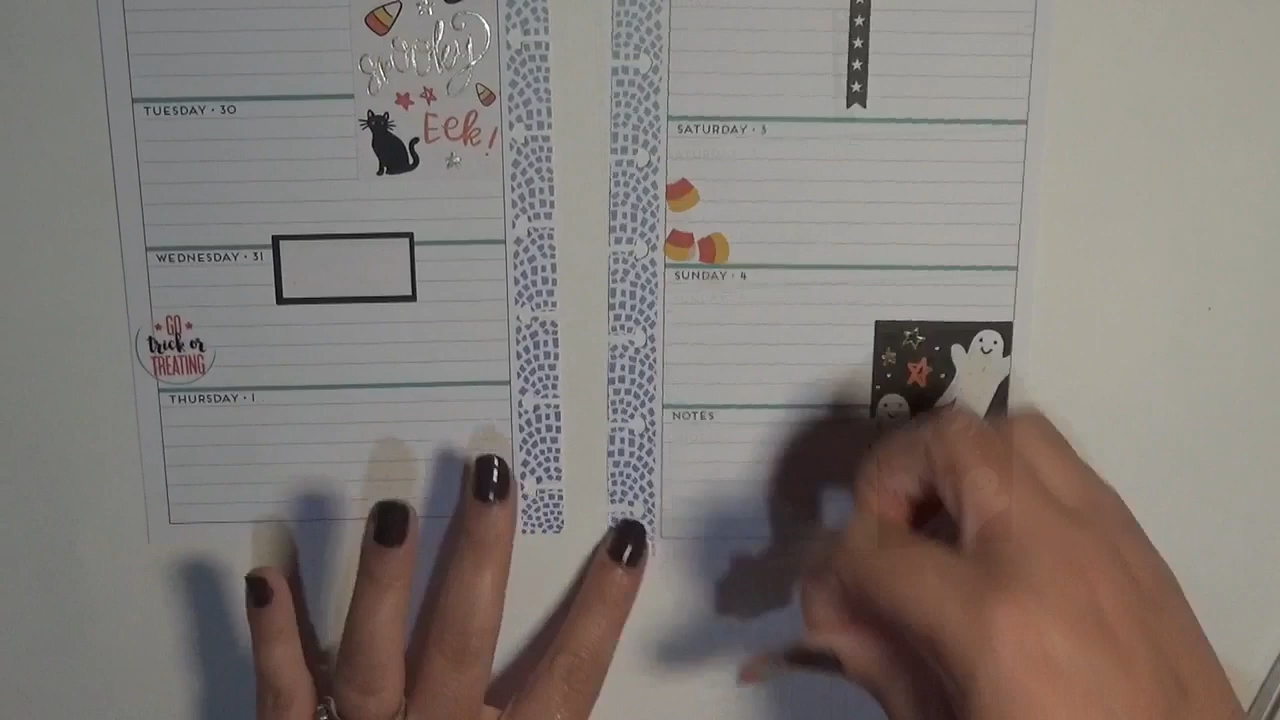 spooky
TUESDAY · 30
Eek!
WEDNESDAY · 31
GO
trick or
TREATING
THURSDAY · 1
SATURDAY · 3
SUNDAY · 4
NOTES